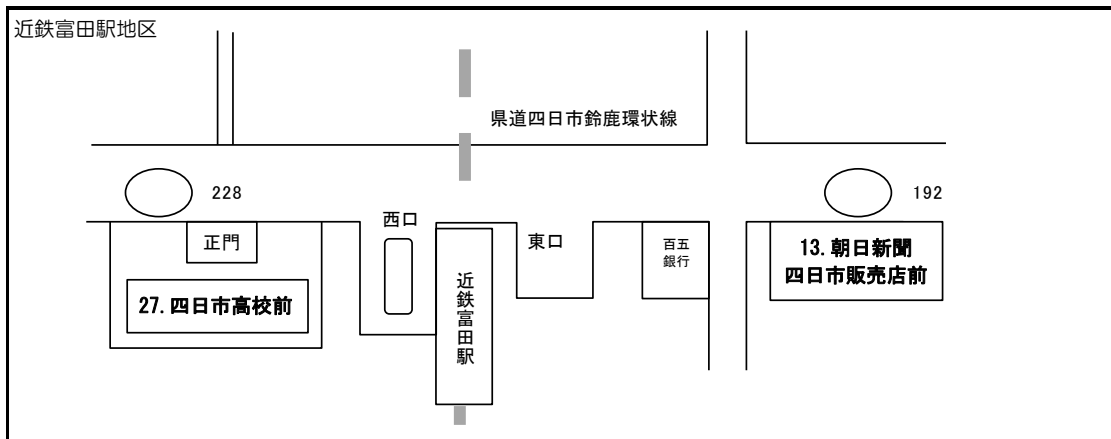 近鉄富田駅地区
県道四日市鈴鹿環状線
228
192
西口
正門
東口
百五
銀行
13. 朝日新聞
四日市販売店前
27. 四日市高校前
近鉄富田駅